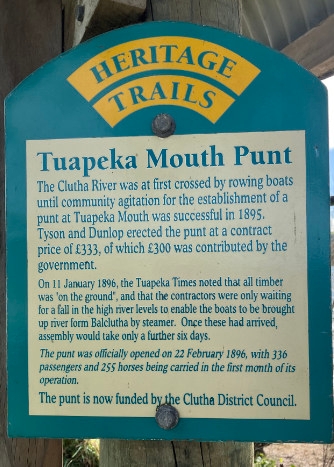 HERITAGE
TRAILS
Tuapeka Mouth Punt
The Clutha River was at first crossed by rowing boats
until community agitation for the establishment of a
punt at Tuapeka Mouth was successful in 1895.
Tyson and Dunlop erected the punt at a contract
price of £333, of which £300 was contributed by the
government.
On 11 January 1896, the Tuapeka Times noted that all timber
was 'on the ground", and that the contractors were only waiting
for a fall in the high river levels to enable the boats to be brought
up river form Balclutha by steamer. Once these had arrived,
assembly would take only a further six days.
The punt was officially opened on 22 February 1896, with 336
passengers and 255 horses being carried in the first month of its
operation.
The punt is now funded by the Clutha District Council.